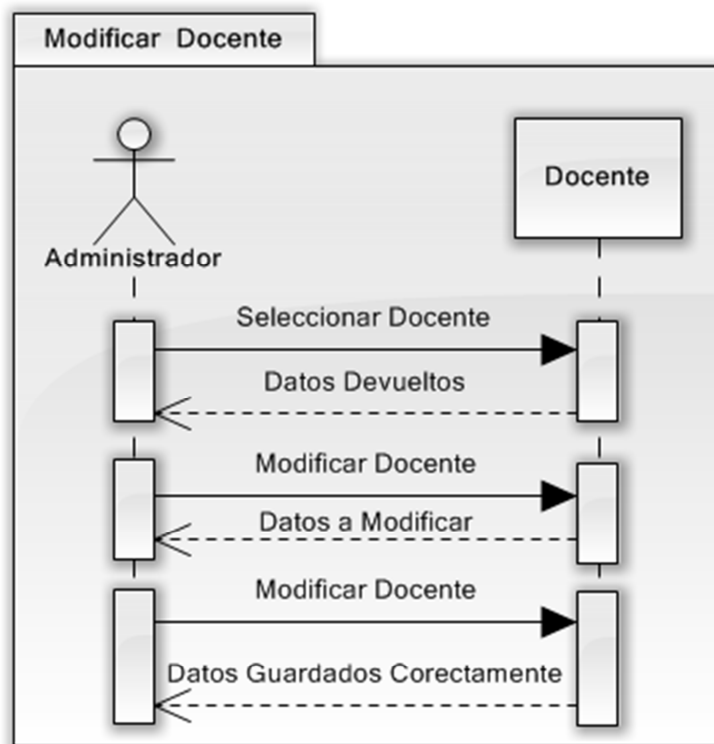 Modificar Docente
Docente
Administrador
Seleccionar Docente
Datos Devueltos
Modificar Docente
Datos a Modificar
Modificar Docente
Datos Guardados Corectamente